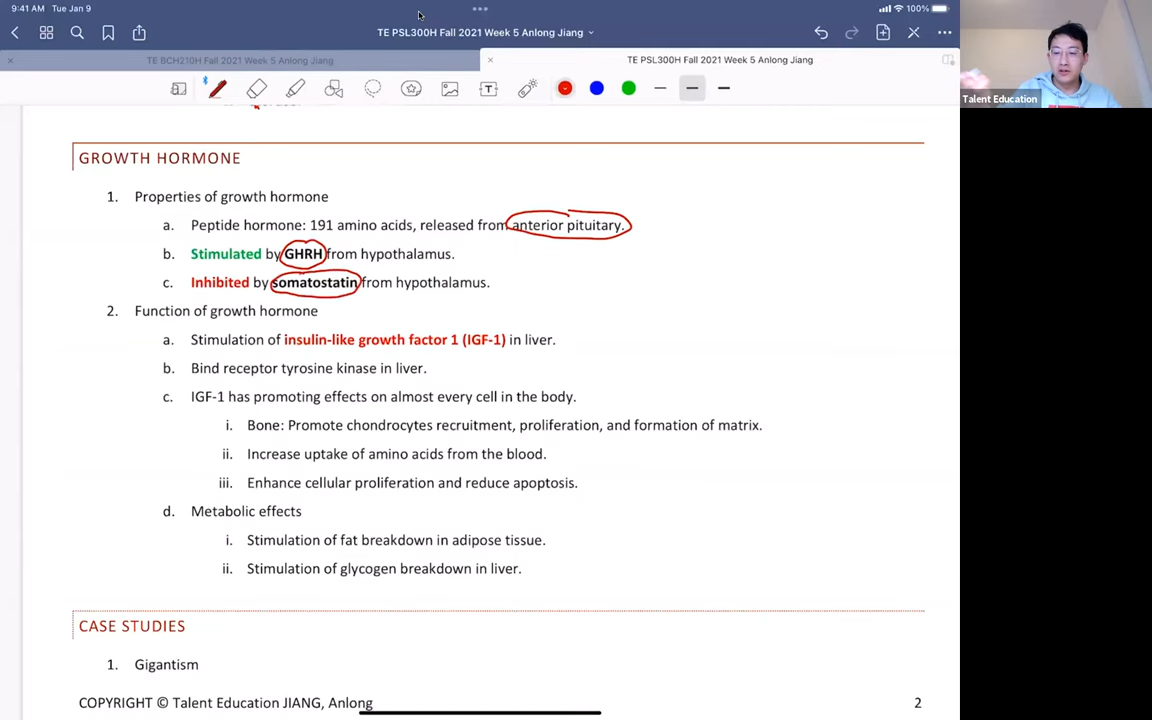 9:41 AM Tue Jan 9
100%
TE PSL300H Fall 2021 Week 5 Anlong Jiang
TE BCH210H Fall 2021 Week 5 Anlong Jiang
TE PSL300H Fall 2021 Week 5 Anlong Jiang
T
Talent Education
GROWTH HORMONE
1. Properties of growth hormone
a. Peptide hormone: 191 amino acids, released from anterior pituitary.
b. Stimulated by GHRH from hypothalamus.
c. Inhibited by somatostatin from hypothalamus.
2. Function of growth hormone
a. Stimulation of insulin-like growth factor 1 (IGF-1) in liver.
b. Bind receptor tyrosine kinase in liver.
c. IGF-1 has promoting effects on almost every cell in the body.
i. Bone: Promote chondrocytes recruitment, proliferation, and formation of matrix.
ii. Increase uptake of amino acids from the blood.
iii. Enhance cellular proliferation and reduce apoptosis.
d. Metabolic effects
i. Stimulation of fat breakdown in adipose tissue.
ii. Stimulation of glycogen breakdown in liver.
CASE STUDIES
1. Gigantism
COPYRIGHT © Talent Education JIANG, Anlong
2